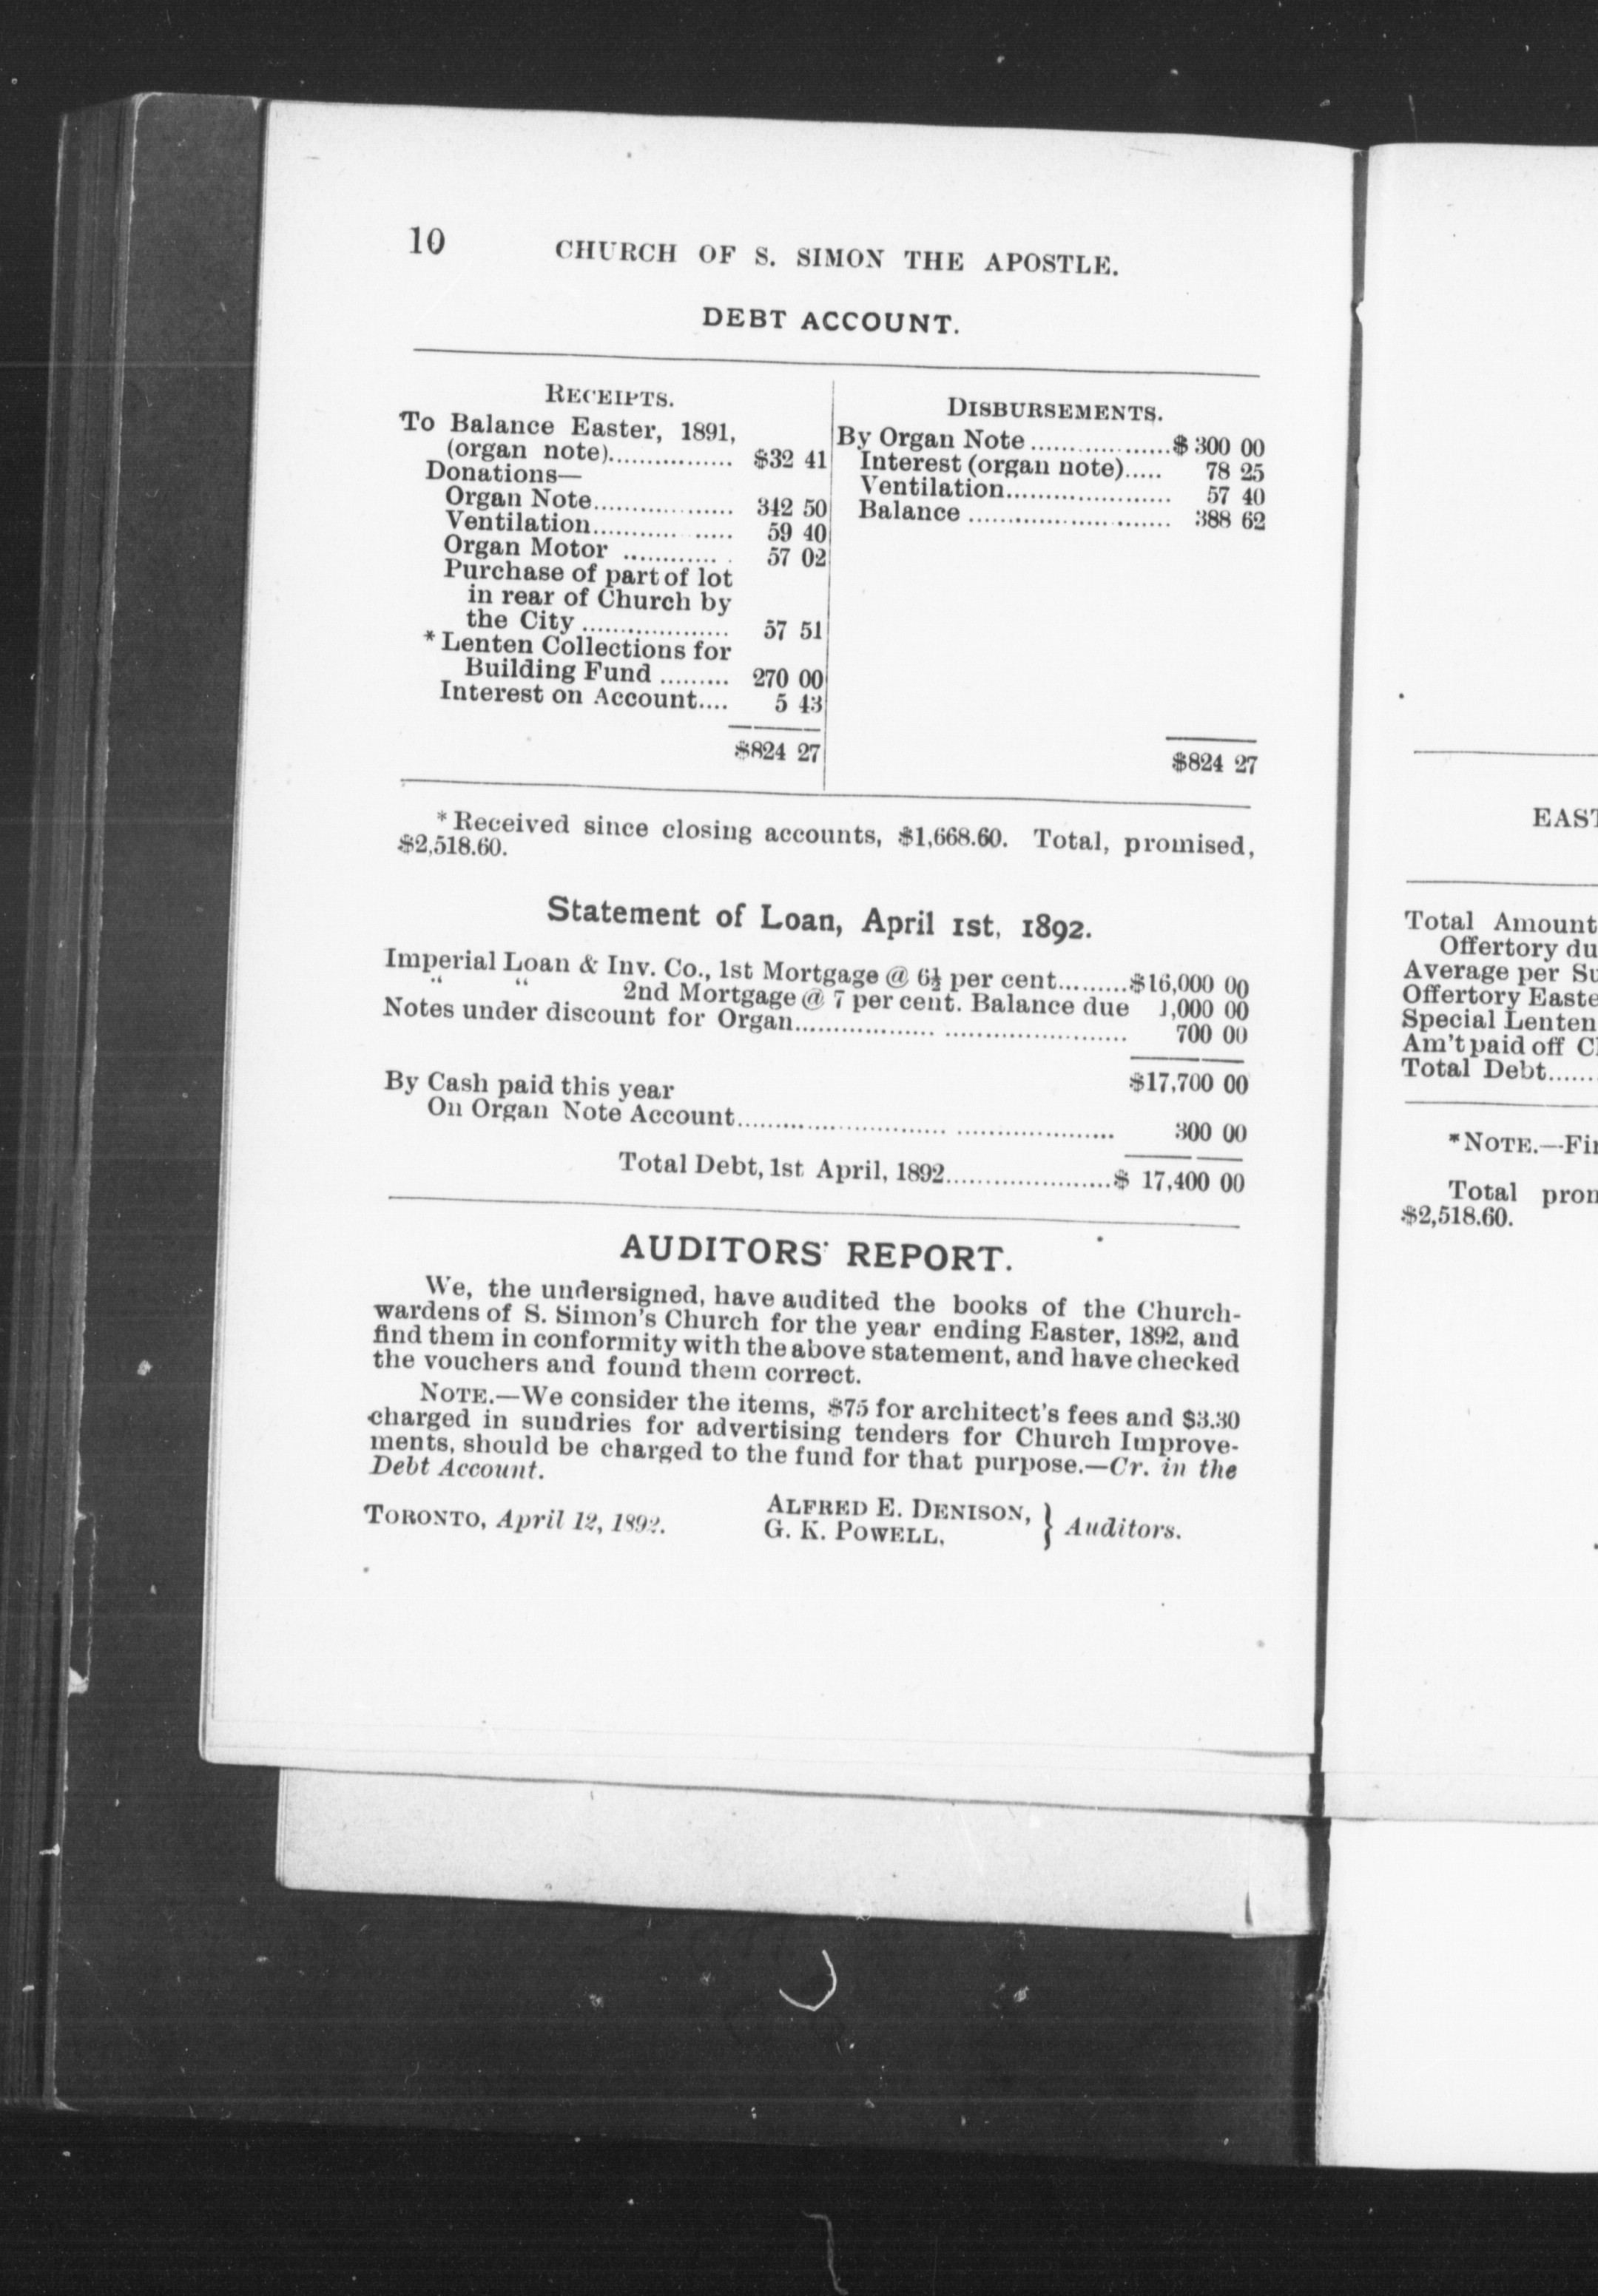 10
CHURCH OF S. SIMON THE APOSTLE.
DEBT ACCOUNT.
RECEIPTS.
To Balance Easter, 1891,
(organ note)................ $32 41
Donations—
Organ Note.................. 342 50
Ventilation.................. 59 40
Organ Motor .............. 57 02
Purchase of part of lot
in rear of Church by
the City ................... 57 51
* Lenten Collections for
Building Fund ......... 270 00
Interest on Account.... 5 43
$824 27
DISBURSEMENTS.
By Organ Note ..................$ 300 00
Interest (organ note)..... 78 25
Ventilation...................... 57 40
Balance .......................... 388 62
$824 27
* Received since closing accounts, $1,668.60. Total, promised,
$2,518.60.
Statement of Loan, April 1st, 1892.
Imperial Loan & Inv. Co., 1st Mortgage @ 6½ per cent.........$16,000 00
" " 2nd Mortgage @ 7 per cent. Balance due 1,000 00
Notes under discount for Organ.......................................... 700 00
$17,700 00
By Cash paid this year
On Organ Note Account................................................ 300 00
Total Debt, 1st April, 1892......................$ 17,400 00
AUDITORS' REPORT.
We, the undersigned, have audited the books of the Church-
wardens of S. Simon's Church for the year ending Easter, 1892, and
find them in conformity with the above statement, and have checked
the vouchers and found them correct.
NOTE.—We consider the items, $75 for architect's fees and $3.30
charged in sundries for advertising tenders for Church Improve-
ments, should be charged to the fund for that purpose.—Cr. in the
Debt Account.
TORONTO, April 12, 1892.
ALFRED E. DENISON,
G. K. POWELL,
} Auditors.
EAST
Total Amount
Offertory du
Average per Su
Offertory Easte
Special Lenten
Am't paid off C
Total Debt......
*NOTE.—Fi
Total pro
$2,518.60.